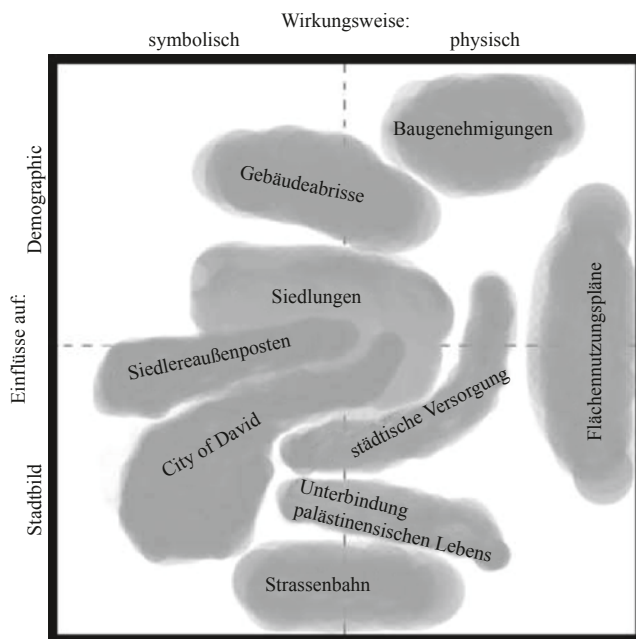 Wirkungsweise:
symbolisch physisch
Baugenehmigungen
Gebäudeabrisse
Demographic
Siedlungen
Flächennutzungspläne
Einflüsse auf:
Siedlereaußenposten
städtische Versorgung
City of David
Stadtbild
Unterbindung
palästinensischen Lebens
Strassenbahn